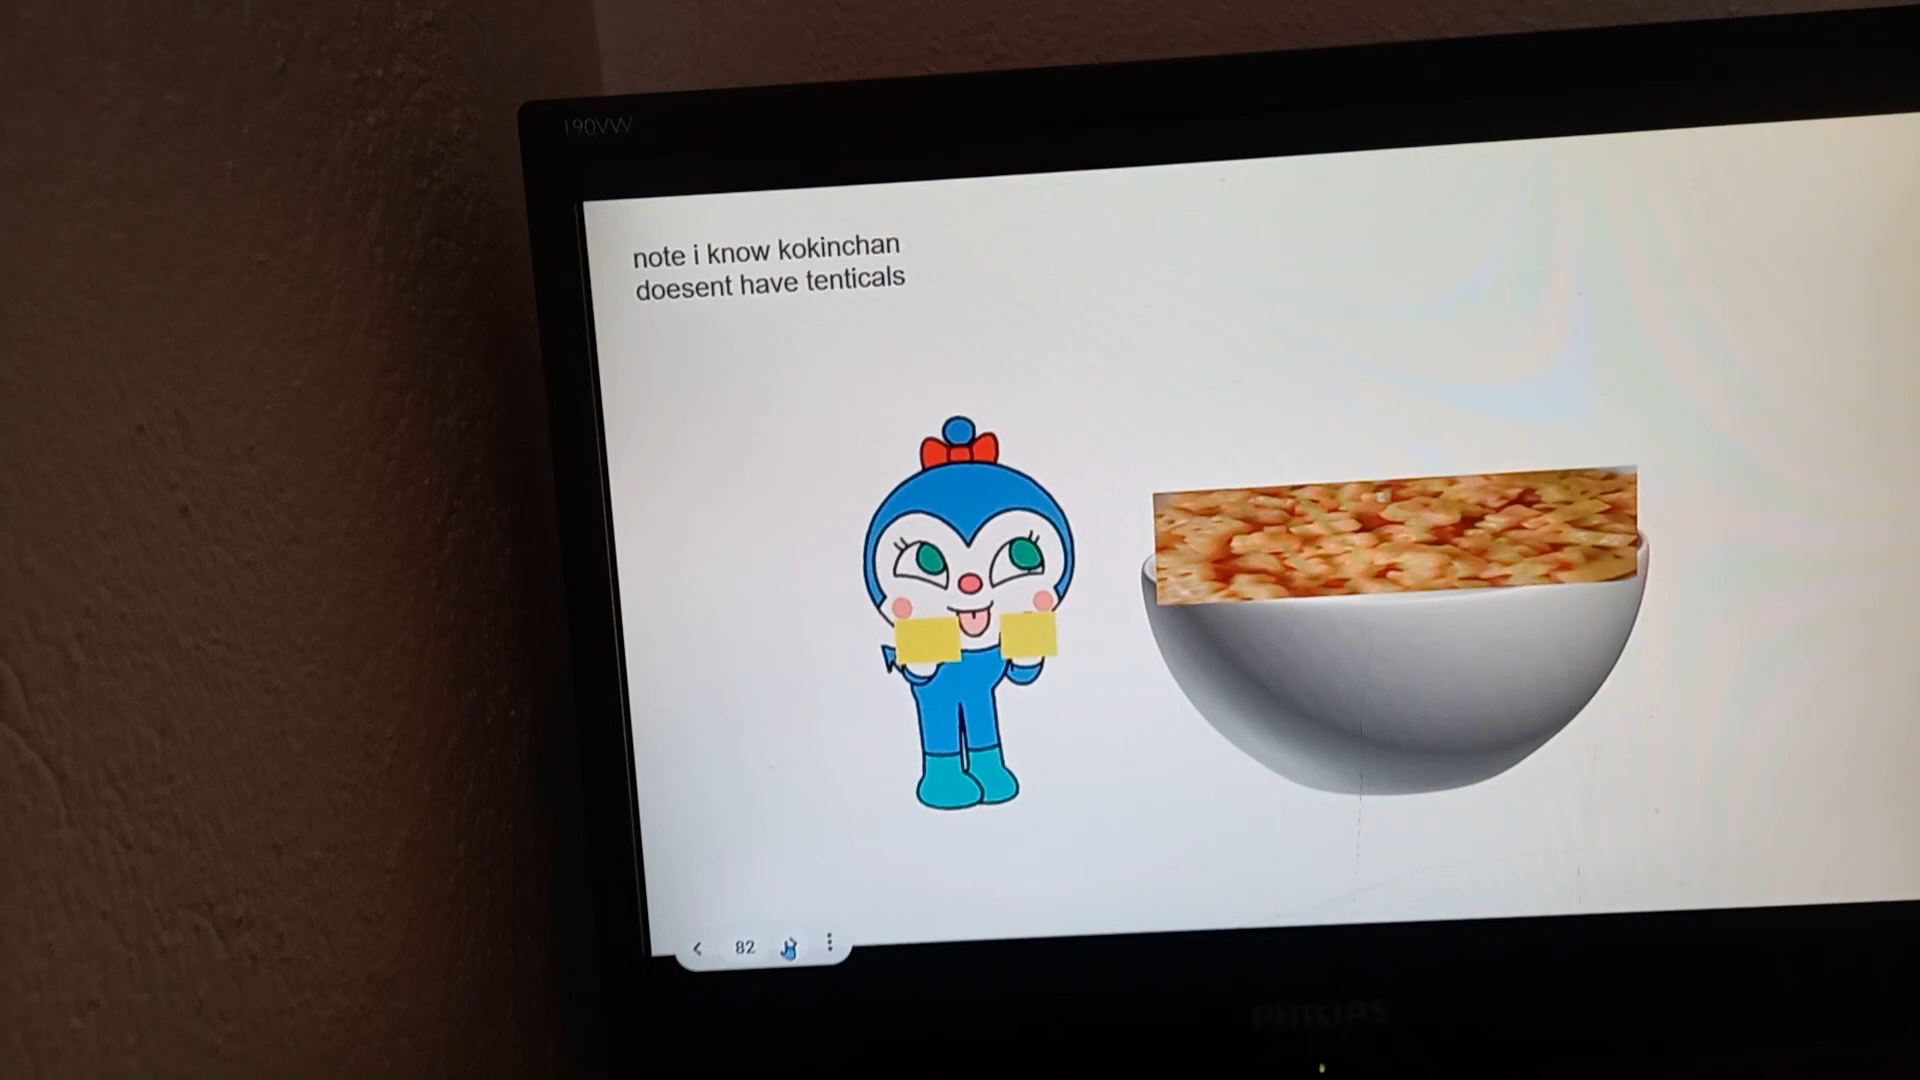 190VW
note i know kokinchan
doesent have tenticals
82
PHILIPS